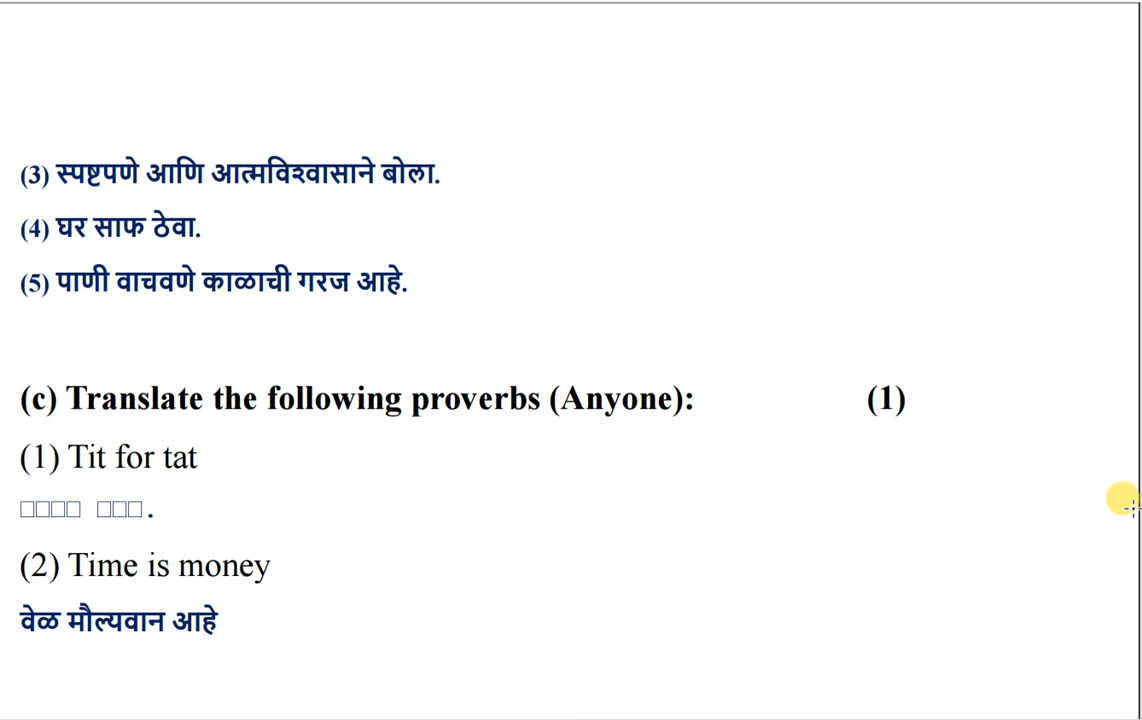 (3) स्पष्टपणे आणि आत्मविश्वासाने बोला.
(4) घर साफ ठेवा.
(5) पाणी वाचवणे काळाची गरज आहे.
(c) Translate the following proverbs (Anyone): (1)
(1) Tit for tat
(2) Time is money
वेळ मौल्यवान आहे